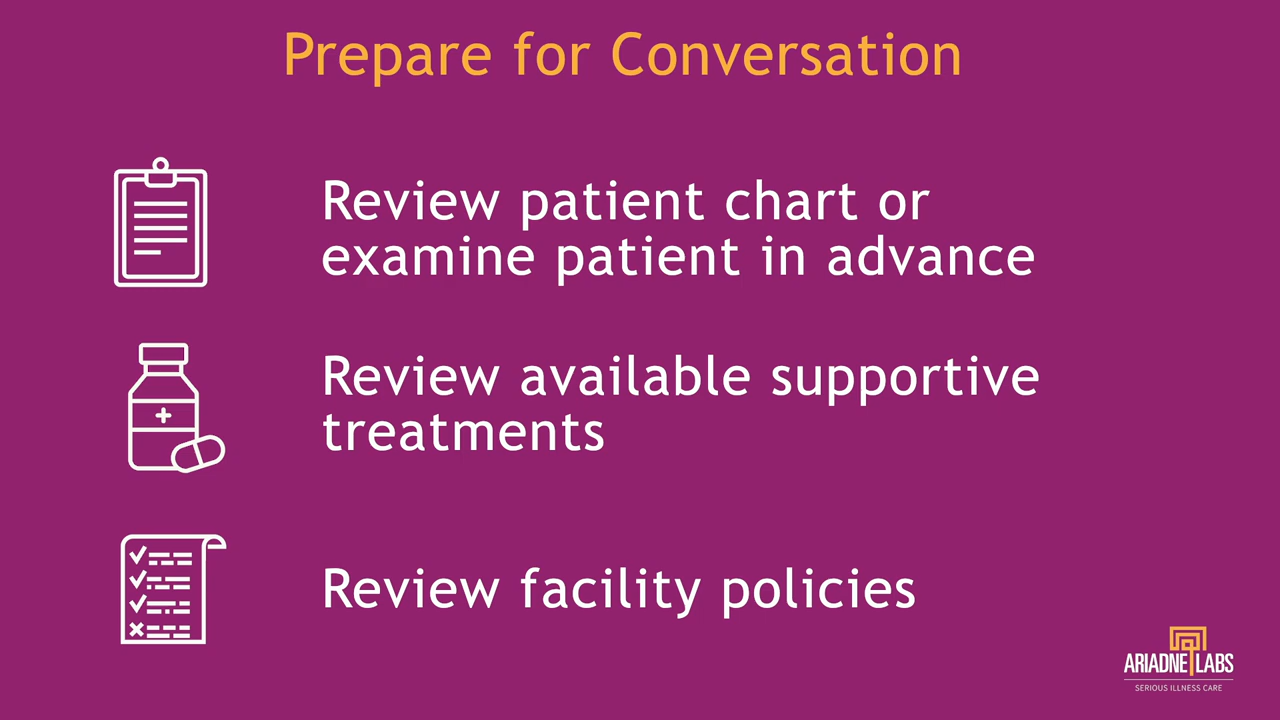 Prepare for Conversation
Review patient chart or
examine patient in advance
Review available supportive
treatments
Review facility policies
ARIADNE LABS
SERIOUS ILLNESS CARE